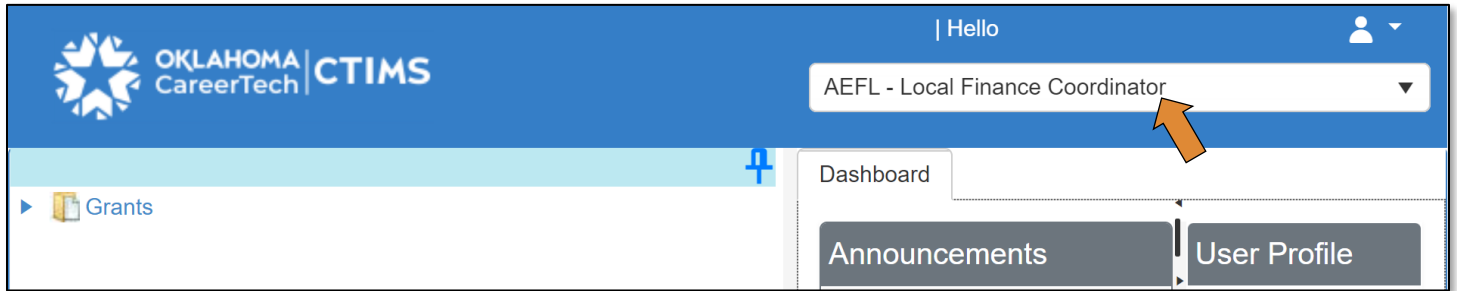 | Hello
OKLAHOMA
CareerTech
CTIMS
AEFL - Local Finance Coordinator
Dashboard
Grants
Announcements
User Profile